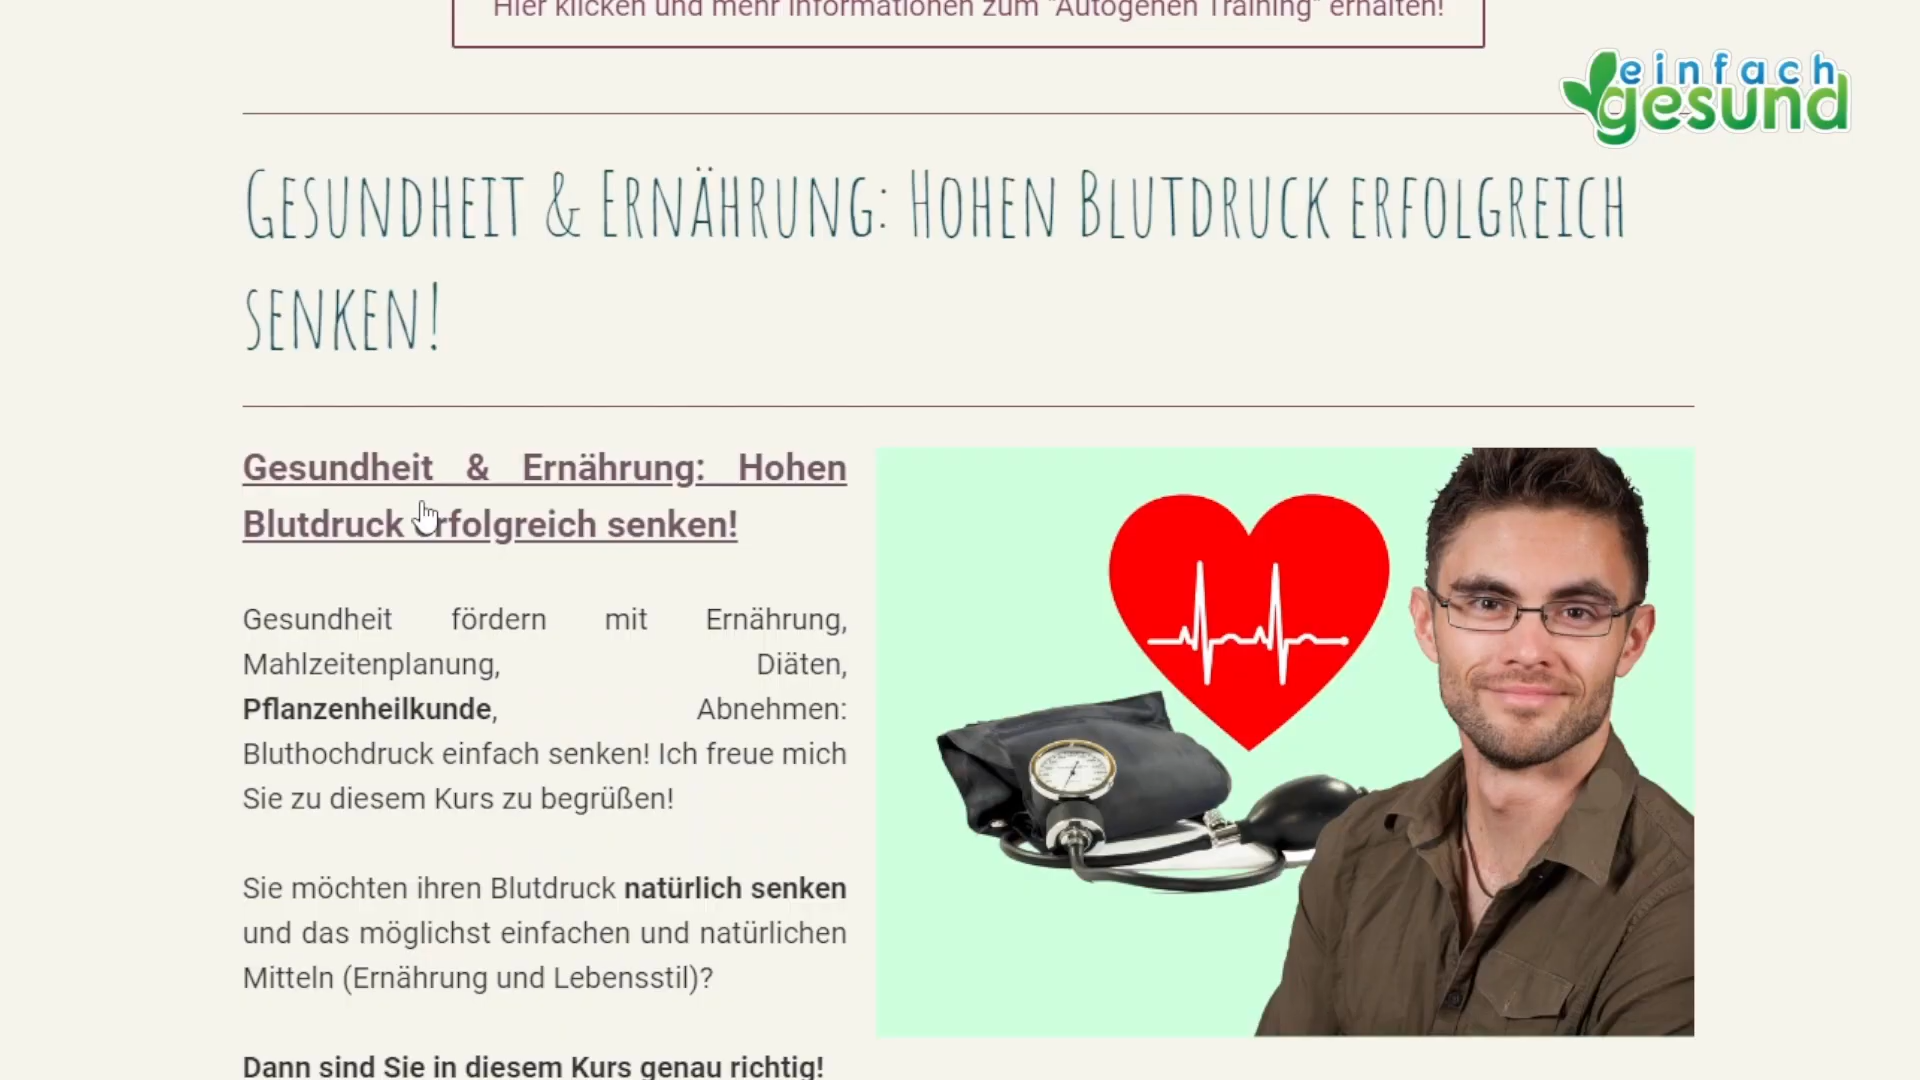 Hier klicken und mehr Informationen zum "Autogenen Training" erhalten!
einfach
gesund
Gesundheit & Ernährung: Hohen Blutdruck erfolgreich
senken!
Gesundheit & Ernährung: Hohen
Blutdruck erfolgreich senken!
Gesundheit fördern mit Ernährung,
Mahlzeitenplanung, Diäten,
Pflanzenheilkunde, Abnehmen:
Bluthochdruck einfach senken! Ich freue mich
Sie zu diesem Kurs zu begrüßen!
Sie möchten ihren Blutdruck natürlich senken
und das möglichst einfachen und natürlichen
Mitteln (Ernährung und Lebensstil)?
Dann sind Sie in diesem Kurs genau richtig!